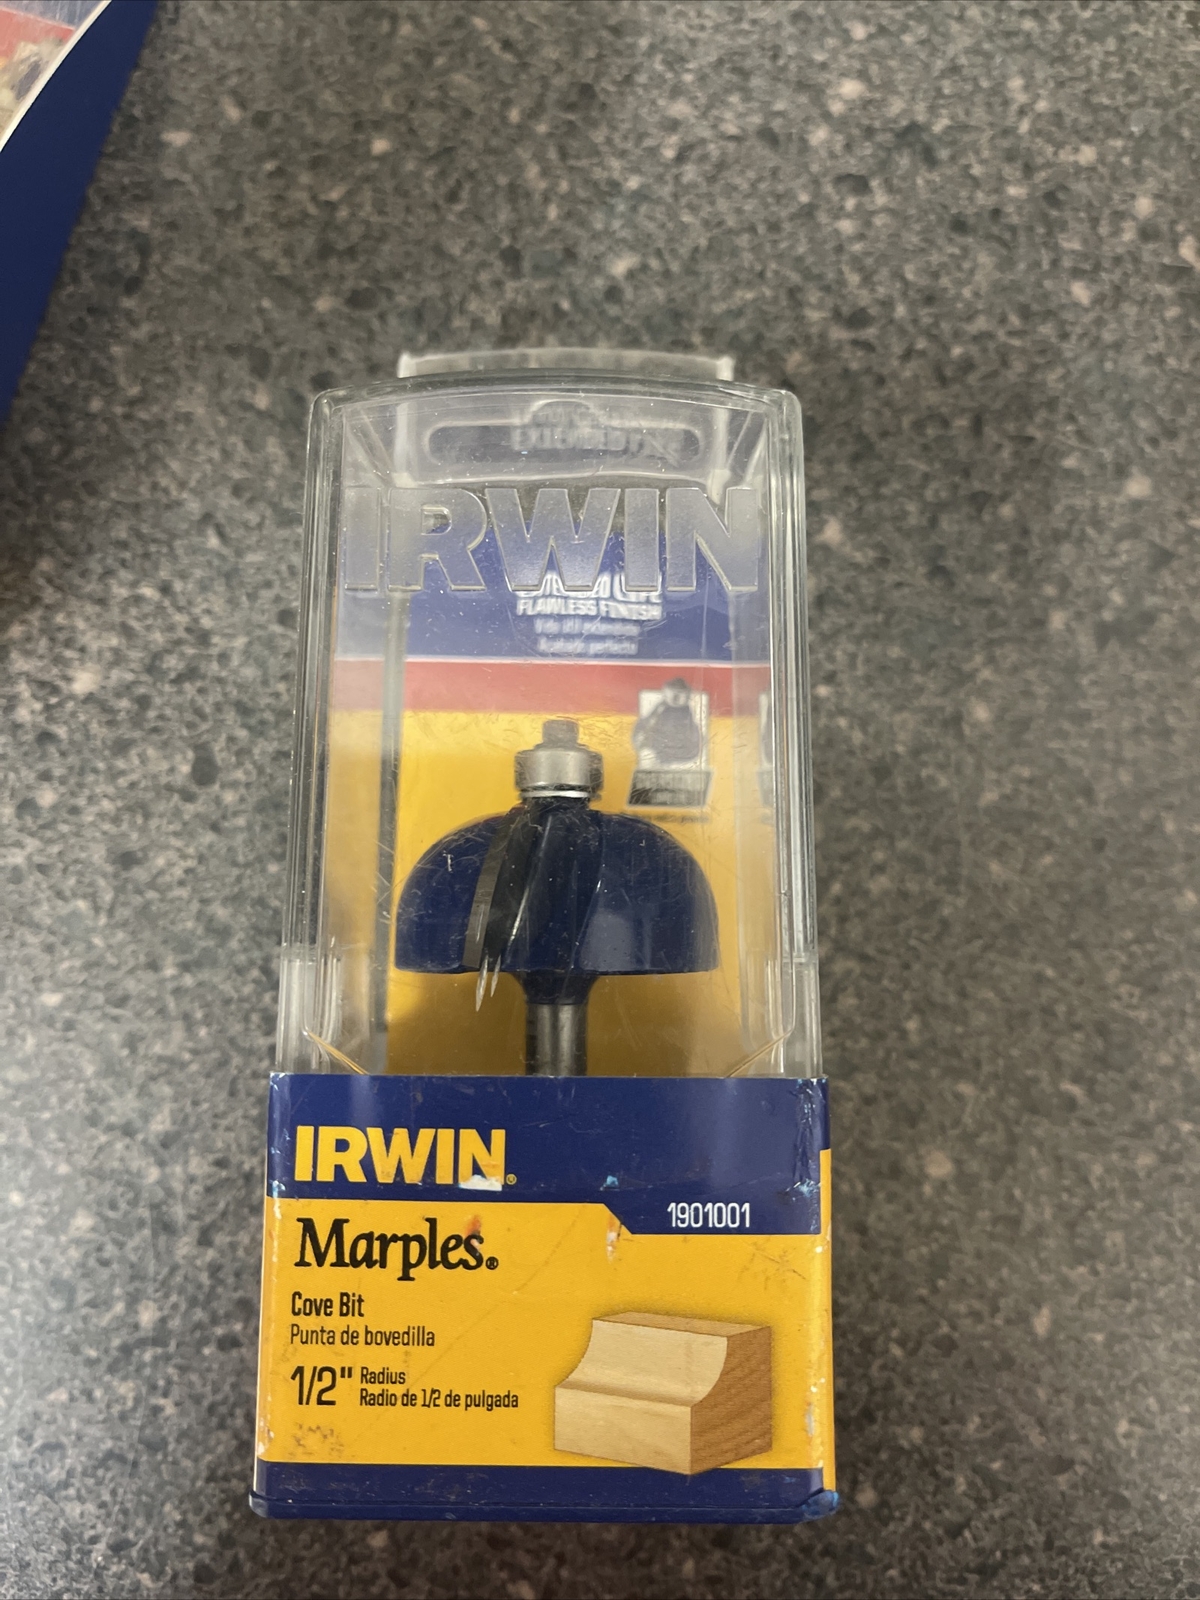 IRWIN
FLAWLESS FINISH
IRWIN®
1901001
Marples®
Cove Bit
Punta de bovedilla
1/2" Radius
Radio de 1/2 de pulgada